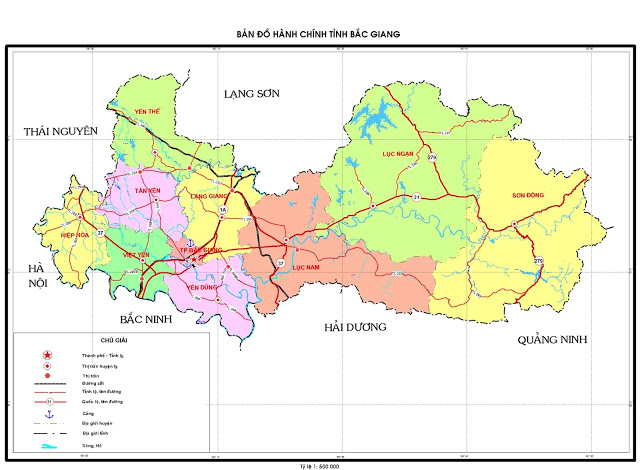 BẢN ĐỒ HÀNH CHÍNH TỈNH BẮC GIANG
LẠNG SƠN
THÁI NGUYÊN
YÊN THẾ
LỤC NGẠN
279
TÂN YÊN
LẠNG GIANG
SƠN ĐỘNG
31
1A
HIỆP HÒA
37
VIỆT YÊN
TP.BẮC GIANG
HÀ NỘI
LỤC NAM
37
279
YÊN DŨNG
BẮC NINH
HẢI DƯƠNG
QUẢNG NINH
CHÚ GIẢI
Thành phố - Tỉnh lỵ
Thị trấn huyện lỵ
Thị trấn
Đường sắt
Tỉnh lộ, tên đường
31
Quốc lộ, tên đường
Cảng
Địa giới huyện
Địa giới tỉnh
Sông, Hồ
Tỷ lệ 1: 500 000